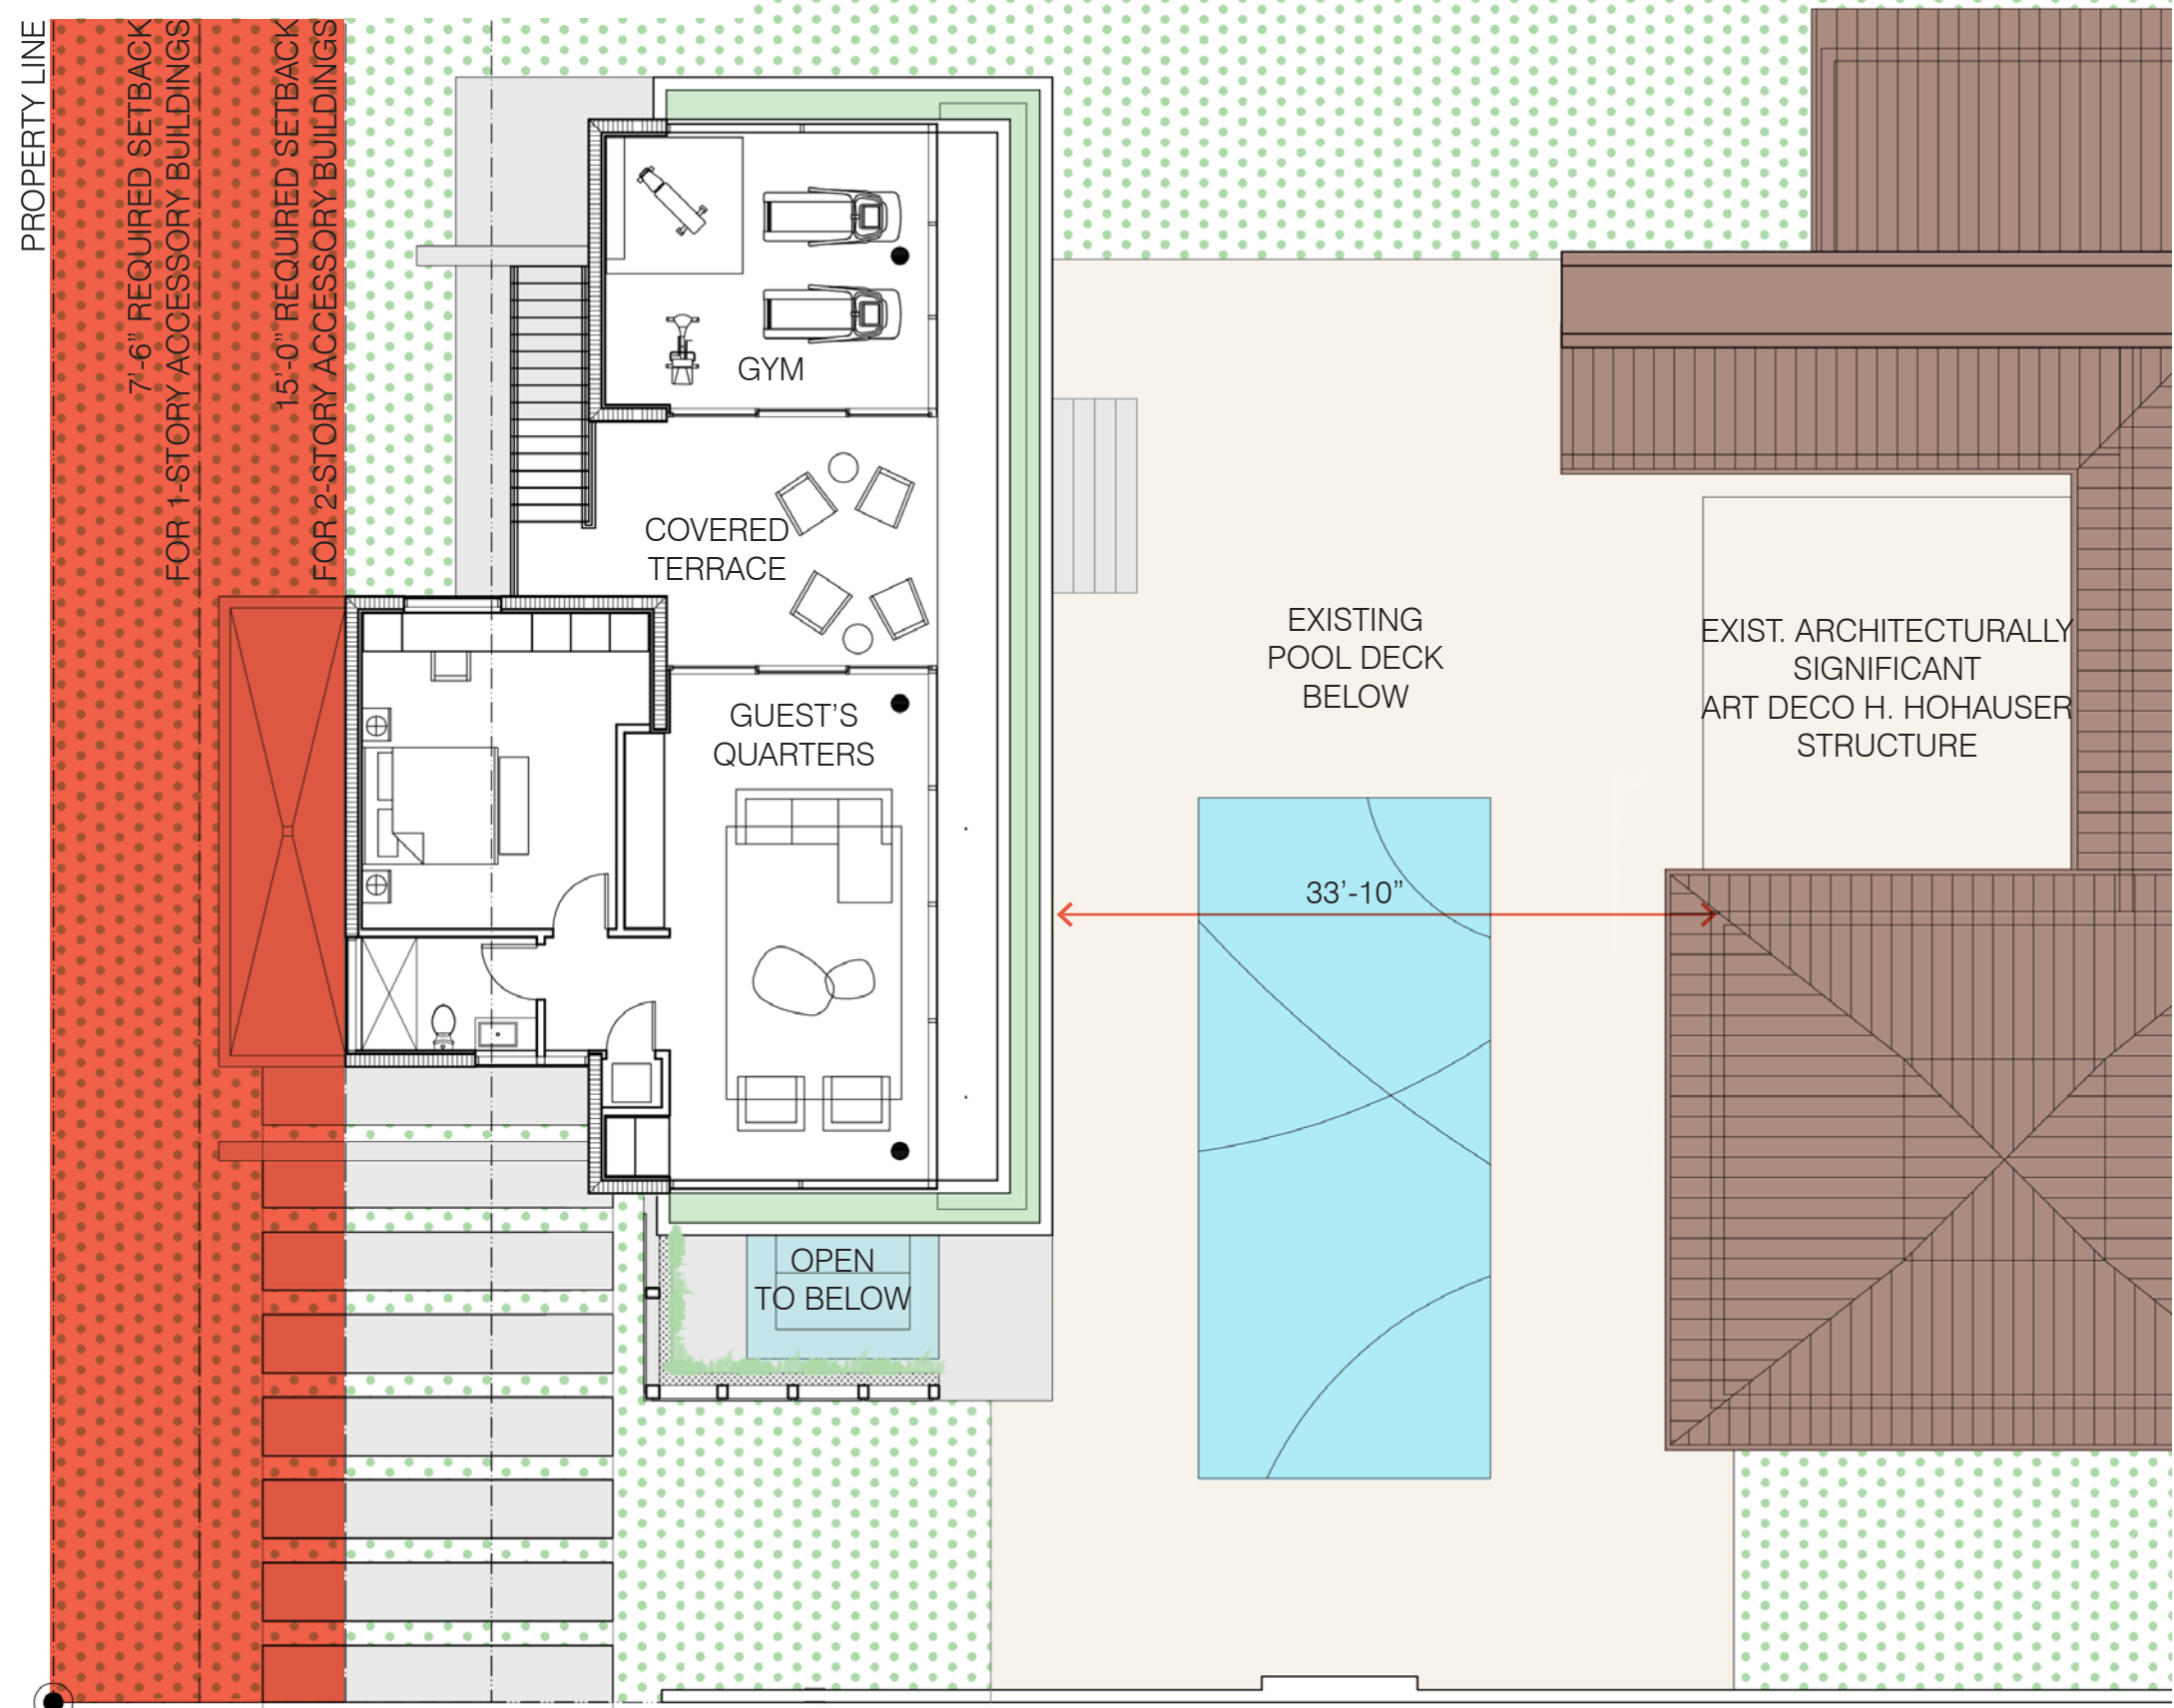 PROPERTY LINE
7'-6" REQUIRED SETBACK
FOR 1-STORY ACCESSORY BUILDINGS
15'-0" REQUIRED SETBACK
FOR 2-STORY ACCESSORY BUILDINGS
GYM
COVERED
TERRACE
GUEST'S
QUARTERS
EXISTING
POOL DECK
BELOW
EXIST. ARCHITECTURALLY
SIGNIFICANT
ART DECO H. HOHAUSER
STRUCTURE
33'-10"
OPEN
TO BELOW